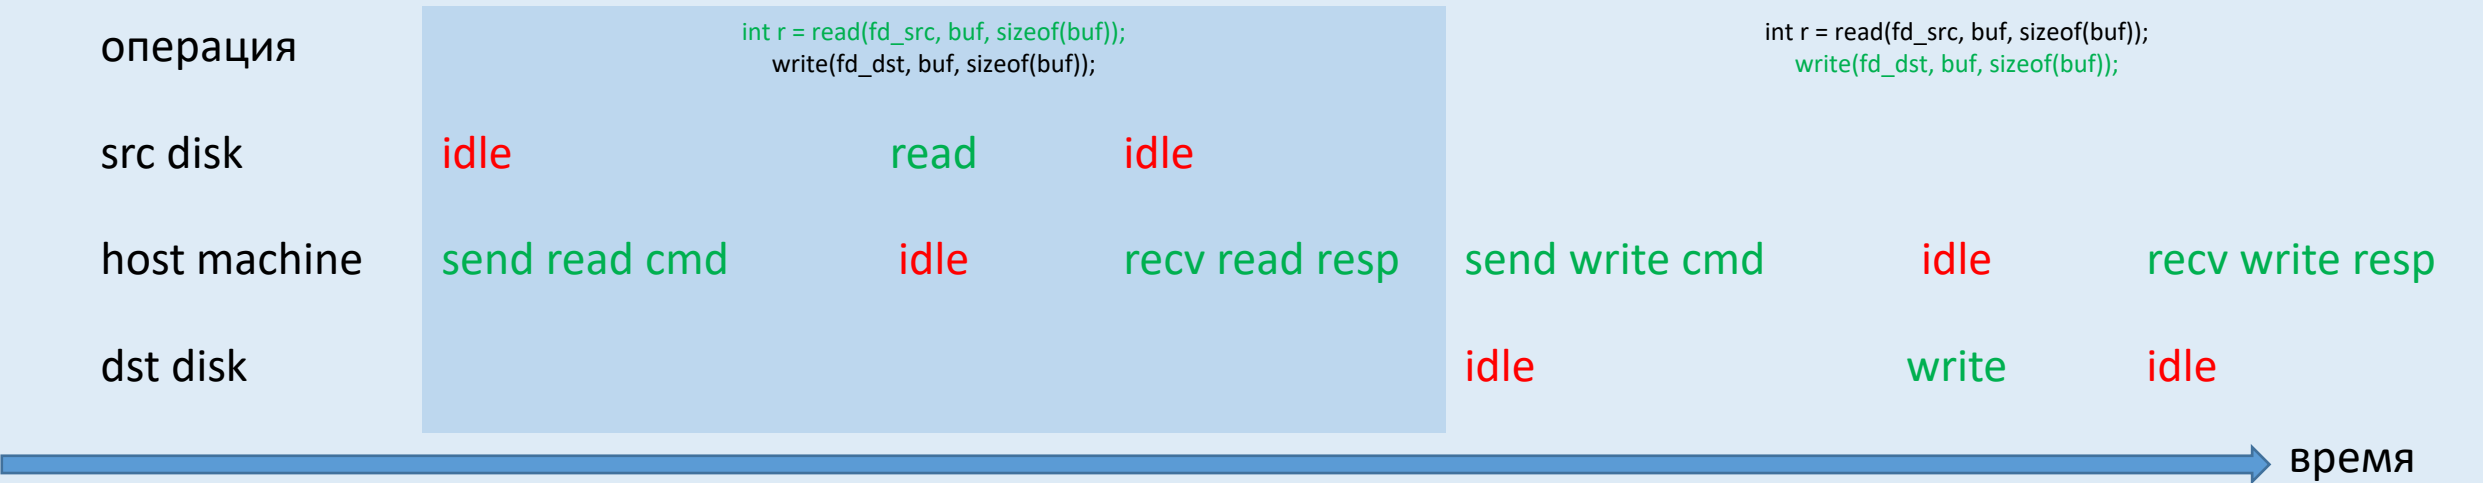 операция
int r = read(fd_src, buf, sizeof(buf));
write(fd_dst, buf, sizeof(buf));
int r = read(fd_src, buf, sizeof(buf));
write(fd_dst, buf, sizeof(buf));
src disk idle read idle
host machine send read cmd idle recv read resp send write cmd idle recv write resp
dst disk idle write idle
время